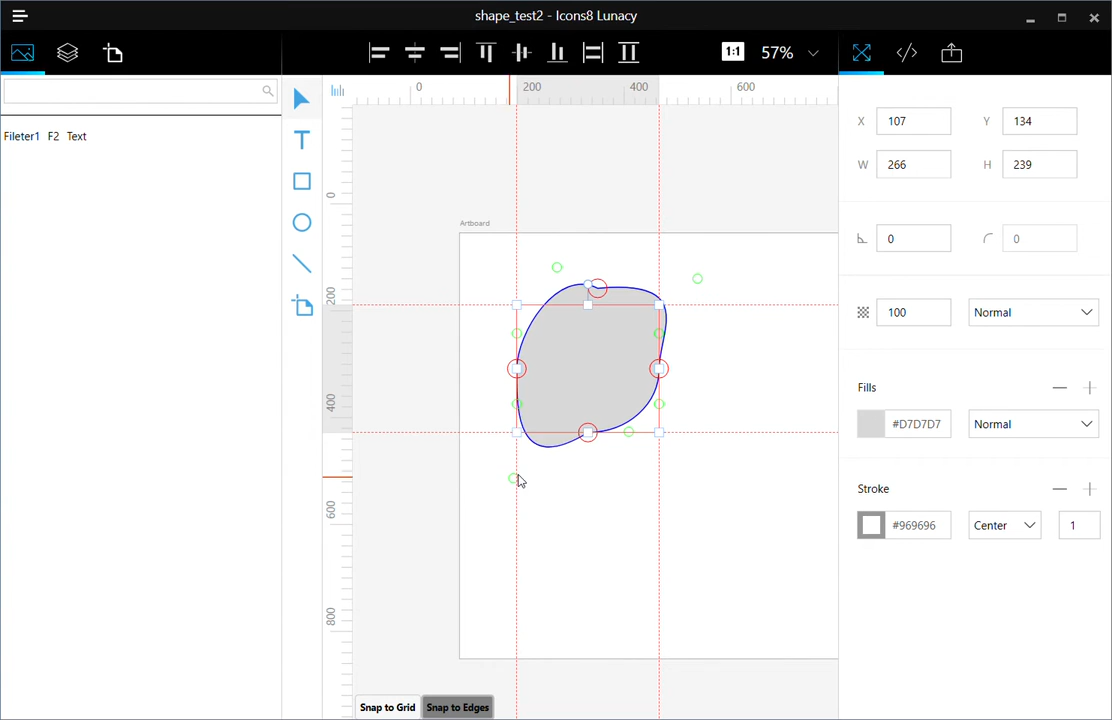 shape_test2 - Icons8 Lunacy
1:1 57%
Fileter1 F2 Text
0 200 400 600
0
200
400
600
800
Artboard
X 107 Y 134
W 266 H 239
0 0
100 Normal
Fills
#D7D7D7 Normal
Stroke
#969696 Center 1
Snap to Grid Snap to Edges